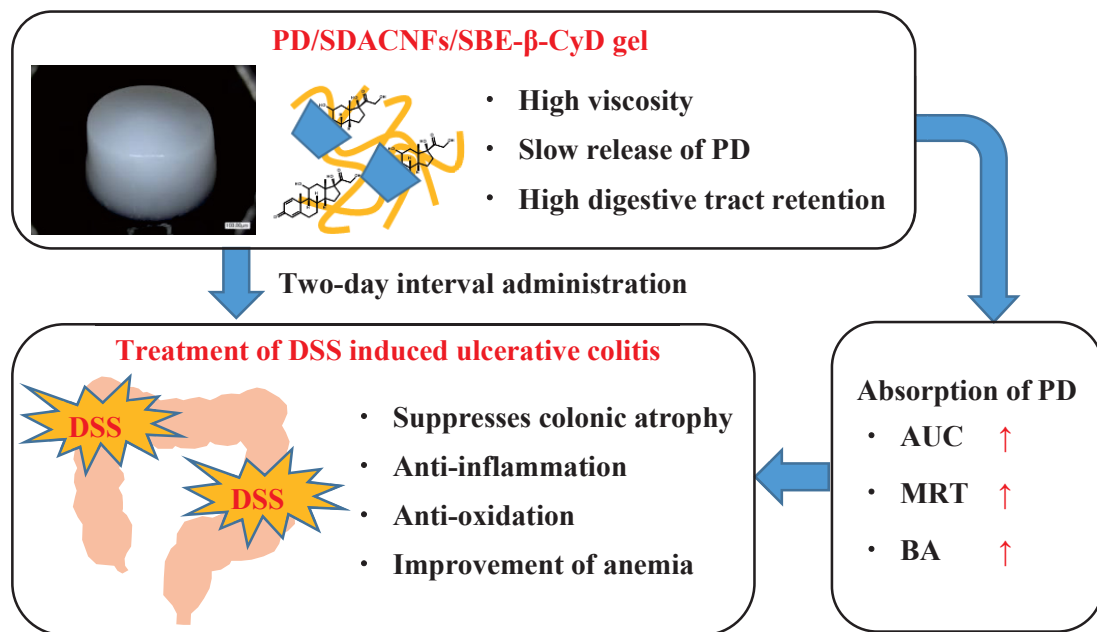 PD/SDACNFs/SBE-β-CyD gel
・ High viscosity
・ Slow release of PD
・ High digestive tract retention
Two-day interval administration
Treatment of DSS induced ulcerative colitis
DSS
DSS
・ Suppresses colonic atrophy
・ Anti-inflammation
・ Anti-oxidation
・ Improvement of anemia
Absorption of PD
・ AUC ↑
・ MRT ↑
・ BA ↑